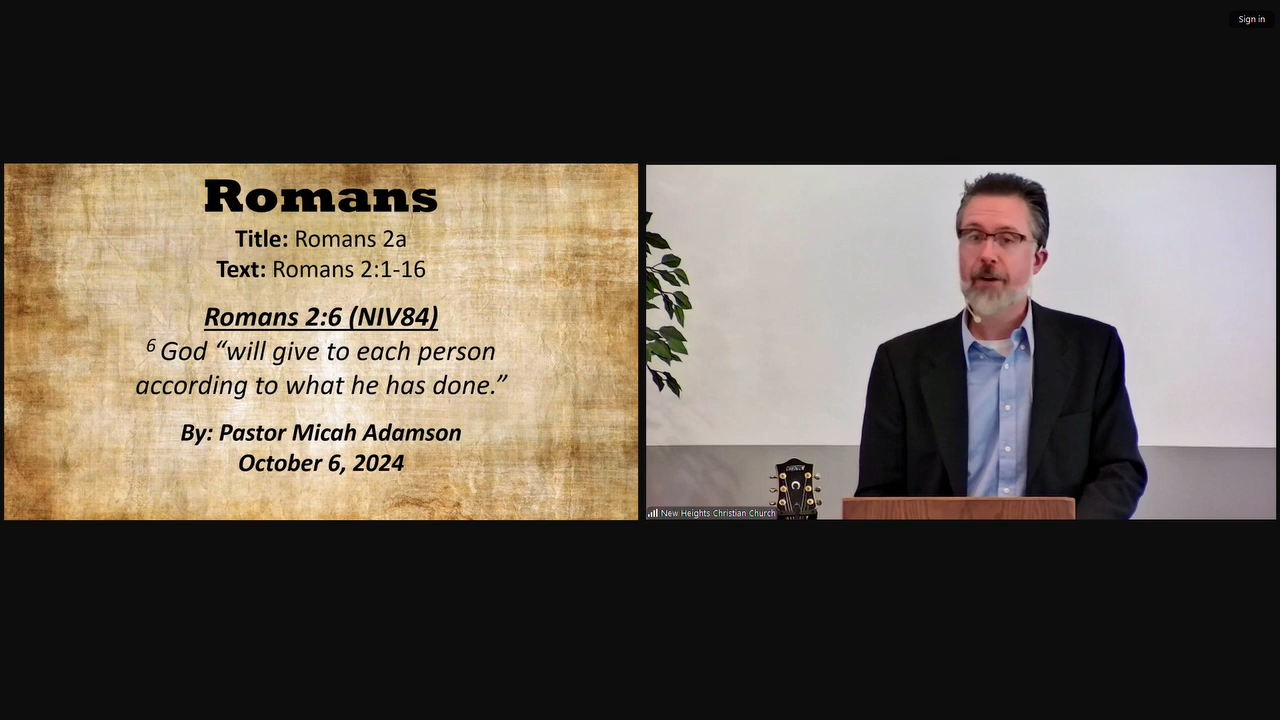 Sign in
Romans
Title: Romans 2a
Text: Romans 2:1-16
Romans 2:6 (NIV84)
6 God “will give to each person
according to what he has done.”
By: Pastor Micah Adamson
October 6, 2024
New Heights Christian Church